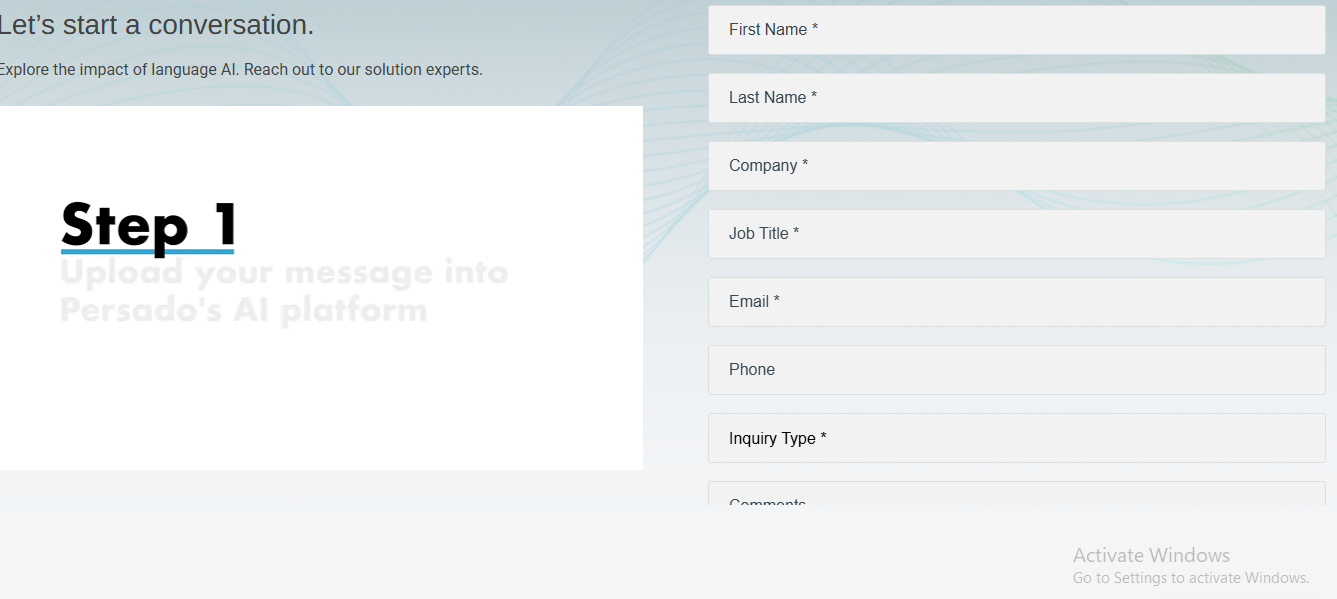 Let’s start a conversation.
Explore the impact of language AI. Reach out to our solution experts.
Step 1
Upload your message into
Persado's AI platform
First Name *
Last Name *
Company *
Job Title *
Email *
Phone
Inquiry Type *
Comments
Activate Windows
Go to Settings to activate Windows.